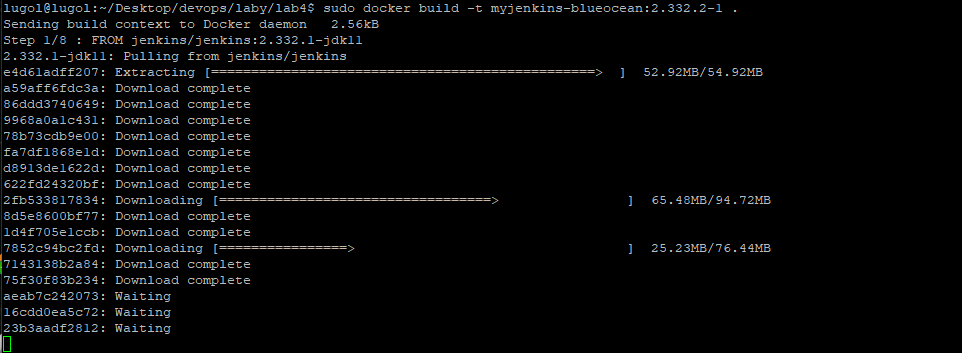 lugol@lugol:~/Desktop/devops/laby/lab4$ sudo docker build -t myjenkins-blueocean:2.332.2-1 .
Sending build context to Docker daemon   2.56kB
Step 1/8 : FROM jenkins/jenkins:2.332.1-jdk11
2.332.1-jdk11: Pulling from jenkins/jenkins
e4d61adff207: Extracting [================================================>  ]  52.92MB/54.92MB
a59aff6fdc3a: Download complete
86ddd3740649: Download complete
9968a0a1c431: Download complete
78b73cdb9e00: Download complete
fa7df1868e1d: Download complete
d8913de1622d: Download complete
622fd24320bf: Download complete
2fb533817834: Downloading [==================================>                ]  65.48MB/94.72MB
8d5e8600bf77: Download complete
1d4f705e1ccb: Download complete
7852c94bc2fd: Downloading [================>                                  ]  25.23MB/76.44MB
7143138b2a84: Download complete
75f30f83b234: Download complete
aeab7c242073: Waiting
16cdd0ea5c72: Waiting
23b3aadf2812: Waiting